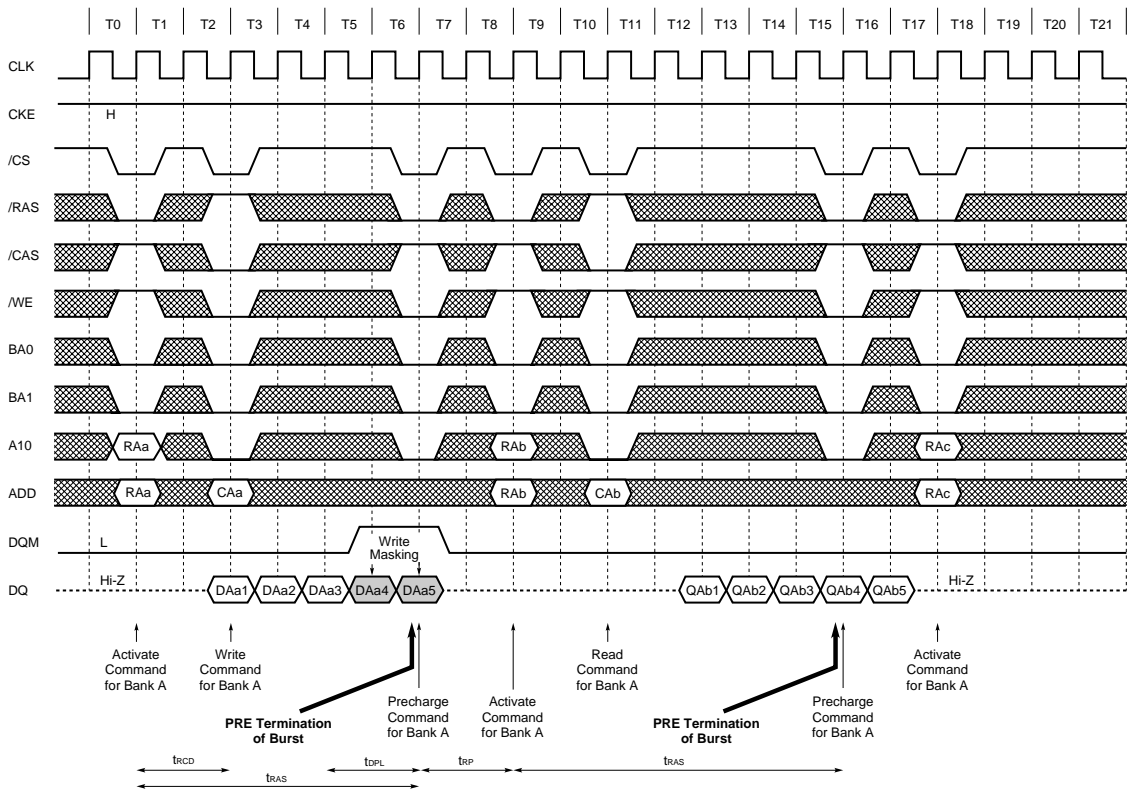 T0 T1 T2 T3 T4 T5 T6 T7 T8 T9 T10 T11 T12 T13 T14 T15 T16 T17 T18 T19 T20 T21
CLK
CKE
H
/CS
/RAS
/CAS
/WE
BA0
BA1
A10 RAa RAb RAc
ADD RAa CAa RAb CAb RAc
DQM L Write
Masking
DQ Hi-Z DAa1 DAa2 DAa3 DAa4 DAa5 QAb1 QAb2 QAb3 QAb4 QAb5 Hi-Z
Activate
Command
for Bank A
Write
Command
for Bank A
PRE Termination
of Burst
Precharge
Command
for Bank A
Activate
Command
for Bank A
Read
Command
for Bank A
PRE Termination
of Burst
Precharge
Command
for Bank A
Activate
Command
for Bank A
tRCD tDPL tRP tRAS
tRAS